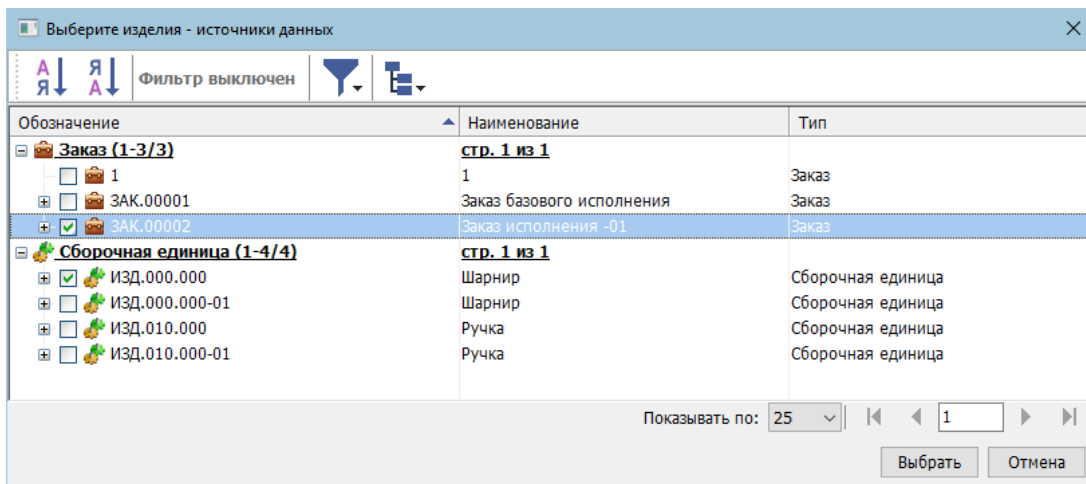 Выберите изделия - источники данных
А Я Я А Фильтр выключен
Обозначение Наименование Тип
Заказ (1-3/3) стр. 1 из 1
1 1 Заказ
ЗАК.00001 Заказ базового исполнения Заказ
ЗАК.00002 Заказ исполнения -01 Заказ
Сборочная единица (1-4/4) стр. 1 из 1
ИЗД.000.000 Шарнир Сборочная единица
ИЗД.000.000-01 Шарнир Сборочная единица
ИЗД.010.000 Ручка Сборочная единица
ИЗД.010.000-01 Ручка Сборочная единица
Показывать по: 25 1
Выбрать Отмена